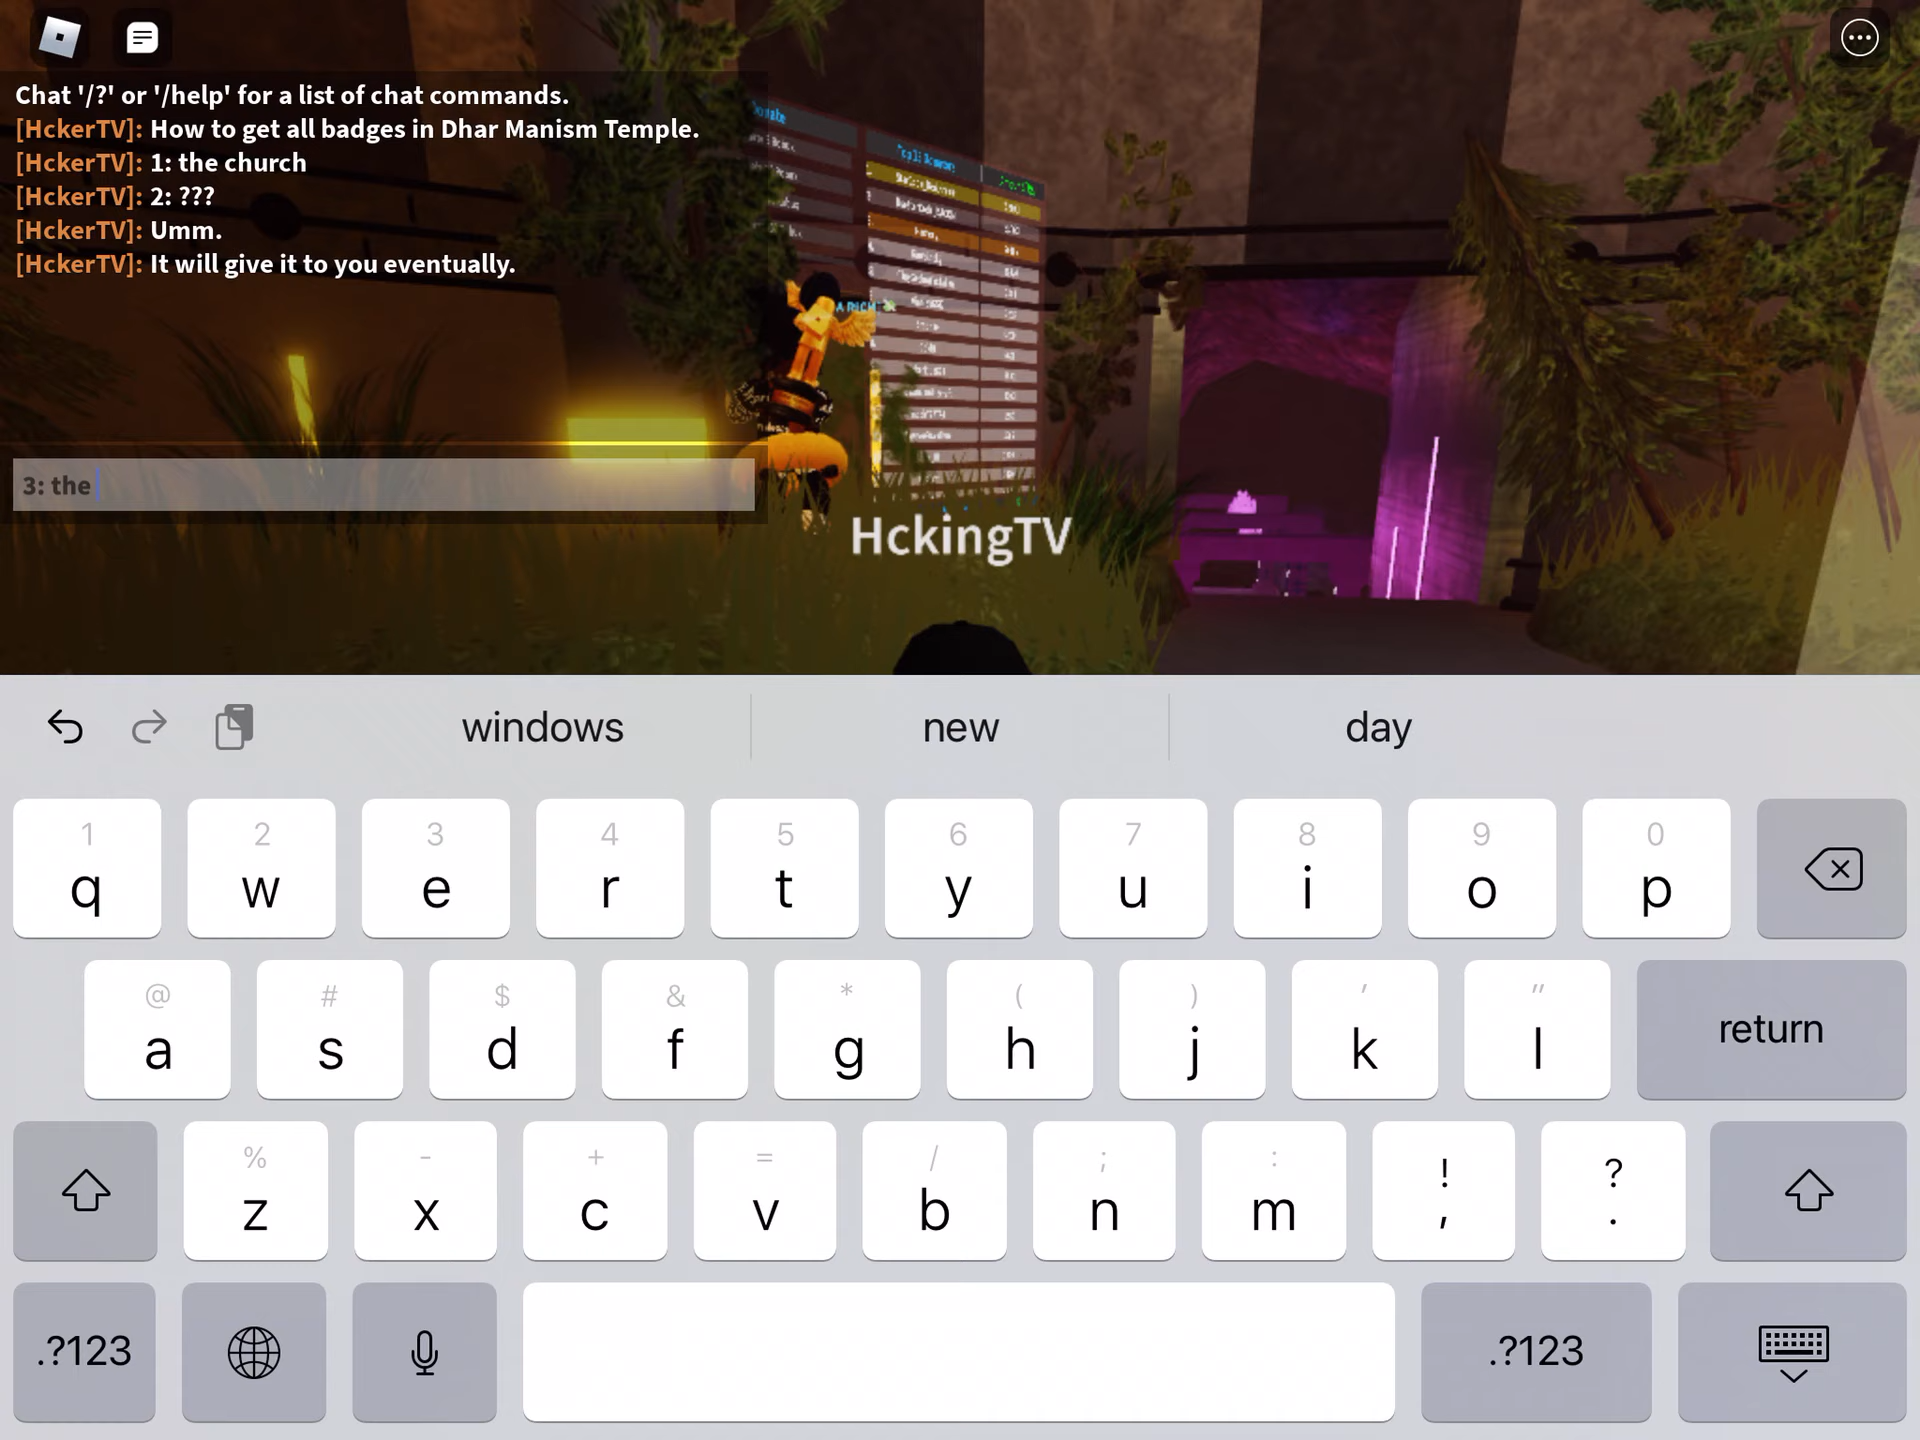 Chat '/?' or '/help' for a list of chat commands.
[HckerTV]: How to get all badges in Dhar Manism Temple.
[HckerTV]: 1: the church
[HckerTV]: 2: ???
[HckerTV]: Umm.
[HckerTV]: It will give it to you eventually.
A RICH
3: the
HckingTV
windows new day
1 2 3 4 5 6 7 8 9 0
q w e r t y u i o p
@ # $ & * ( ) ' "
a s d f g h j k l return
% - + = / ; : ! ?
z x c v b n m , .
.?123 .?123